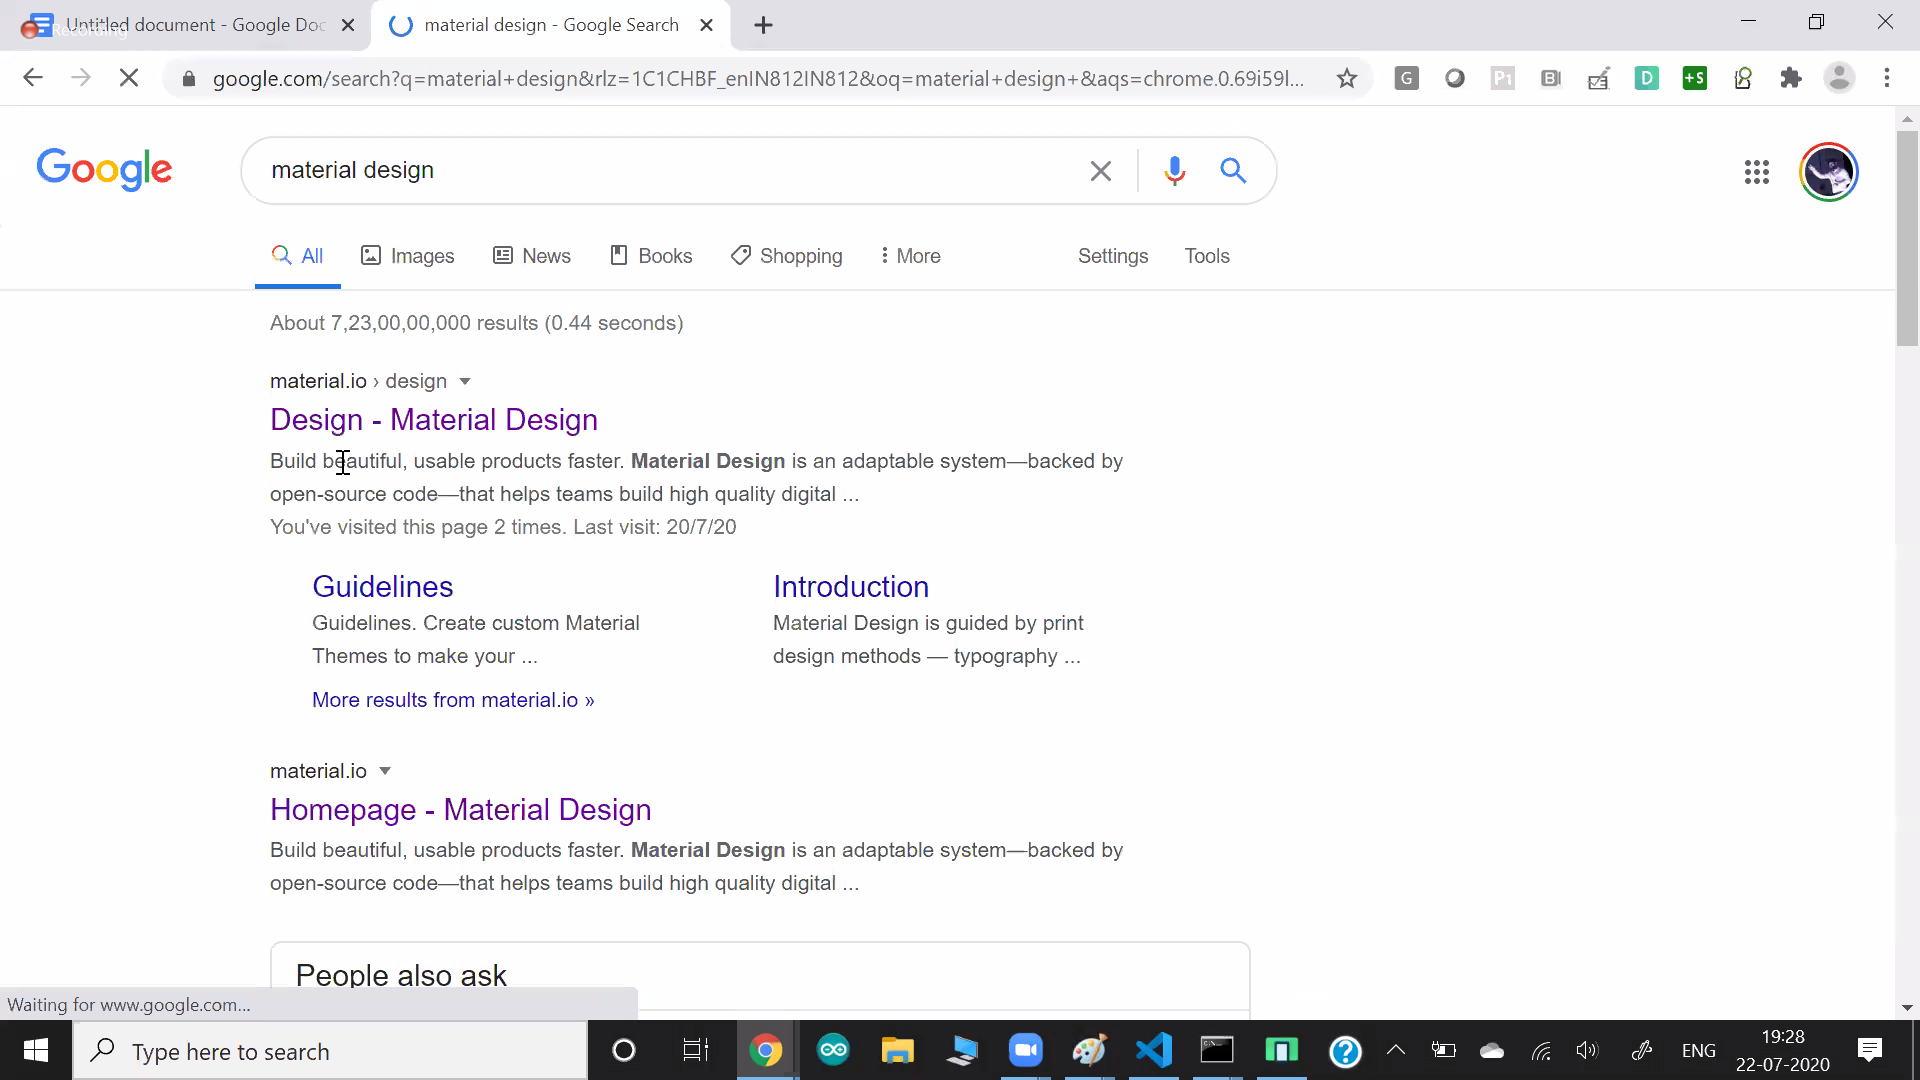 Untitled document - Google Doc
Recording
material design - Google Search
google.com/search?q=material+design&rlz=1C1CHBF_enIN812IN812&oq=material+design+&aqs=chrome.0.69i59l...
G
P1
B!
D
+S
Google
material design
All
Images
News
Books
Shopping
More
Settings
Tools
About 7,23,00,00,000 results (0.44 seconds)
material.io › design
Design - Material Design
Build beautiful, usable products faster. Material Design is an adaptable system—backed by
open-source code—that helps teams build high quality digital ...
You've visited this page 2 times. Last visit: 20/7/20
Guidelines
Guidelines. Create custom Material
Themes to make your ...
Introduction
Material Design is guided by print
design methods — typography ...
More results from material.io »
material.io
Homepage - Material Design
Build beautiful, usable products faster. Material Design is an adaptable system—backed by
open-source code—that helps teams build high quality digital ...
People also ask
Waiting for www.google.com...
Type here to search
ENG
19:28
22-07-2020